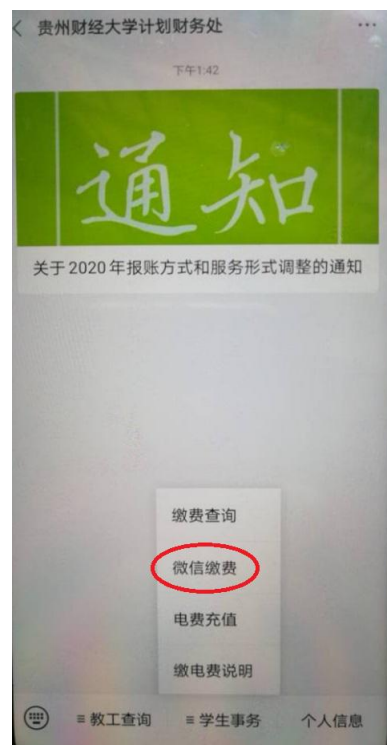 贵州财经大学计划财务处
下午1:42
通知
关于2020年报账方式和服务形式调整的通知
缴费查询
微信缴费
电费充值
缴电费说明
≡ 教工查询 ≡ 学生事务 个人信息